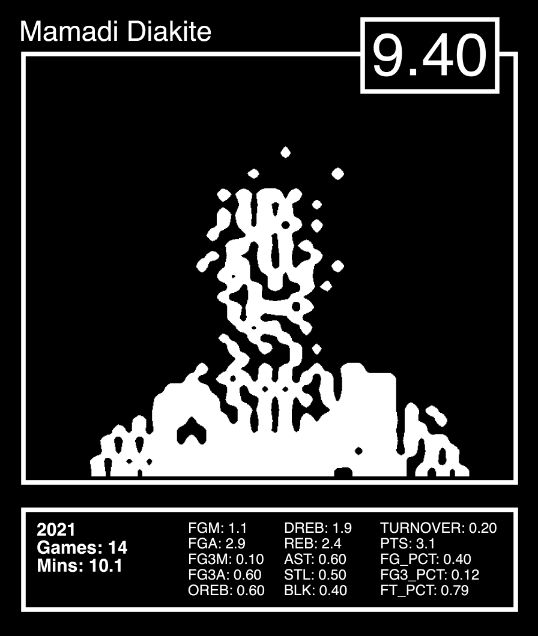 Mamadi Diakite
9.40
2021
Games: 14
Mins: 10.1
FGM: 1.1
FGA: 2.9
FG3M: 0.10
FG3A: 0.60
OREB: 0.60
DREB: 1.9
REB: 2.4
AST: 0.60
STL: 0.50
BLK: 0.40
TURNOVER: 0.20
PTS: 3.1
FG_PCT: 0.40
FG3_PCT: 0.12
FT_PCT: 0.79